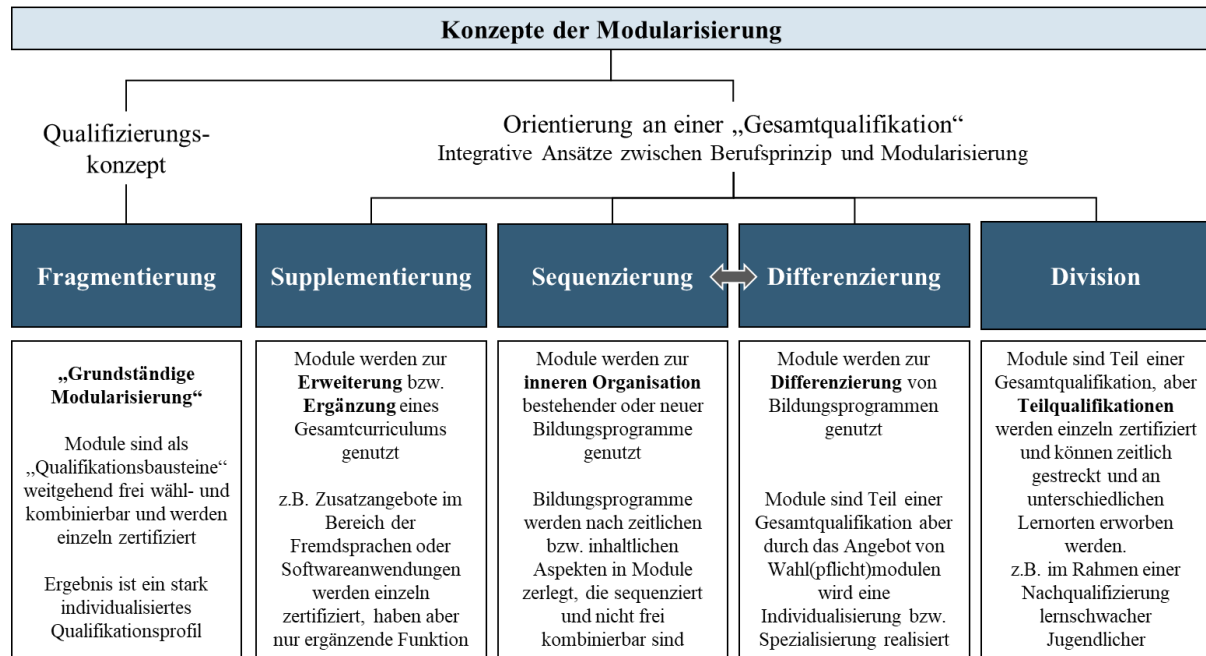 Konzepte der Modularisierung
Qualifizierungs-
konzept
Orientierung an einer „Gesamtqualifikation“
Integrative Ansätze zwischen Berufsprinzip und Modularisierung
Fragmentierung
Supplementierung
Sequenzierung
Differenzierung
Division
„Grundständige
Modularisierung“
Module sind als
„Qualifikationsbausteine“
weitgehend frei wähl- und
kombinierbar und werden
einzeln zertifiziert
Ergebnis ist ein stark
individualisiertes
Qualifikationsprofil
Module werden zur
Erweiterung bzw.
Ergänzung eines
Gesamtcurriculums
genutzt
z.B. Zusatzangebote im
Bereich der
Fremdsprachen oder
Softwareanwendungen
werden einzeln
zertifiziert, haben aber
nur ergänzende Funktion
Module werden zur
inneren Organisation
bestehender oder neuer
Bildungsprogramme
genutzt
Bildungsprogramme
werden nach zeitlichen
bzw. inhaltlichen
Aspekten in Module
zerlegt, die sequenziert
und nicht frei
kombinierbar sind
Module werden zur
Differenzierung von
Bildungsprogrammen
genutzt
Module sind Teil einer
Gesamtqualifikation aber
durch das Angebot von
Wahl(pflicht)modulen
wird eine
Individualisierung bzw.
Spezialisierung realisiert
Module sind Teil einer
Gesamtqualifikation, aber
Teilqualifikationen
werden einzeln zertifiziert
und können zeitlich
gestreckt und an
unterschiedlichen
Lernorten erworben
werden.
z.B. im Rahmen einer
Nachqualifizierung
lernschwacher
Jugendlicher